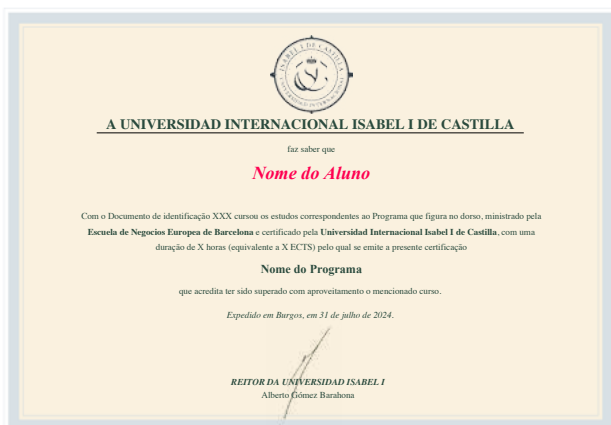 ISABEL I DE CASTILLA
A UNIVERSIDAD INTERNACIONAL ISABEL I DE CASTILLA
faz saber que
Nome do Aluno
Com o Documento de identificação XXX cursou os estudos correspondentes ao Programa que figura no dorso, ministrado pela
Escuela de Negocios Europea de Barcelona e certificado pela Universidad Internacional Isabel I de Castilla, com uma
duração de X horas (equivalente a X ECTS) pelo qual se emite a presente certificação
Nome do Programa
que acredita ter sido superado com aproveitamento o mencionado curso.
Expedido em Burgos, em 31 de julho de 2024.
REITOR DA UNIVERSIDAD ISABEL I
Alberto Gómez Barahona